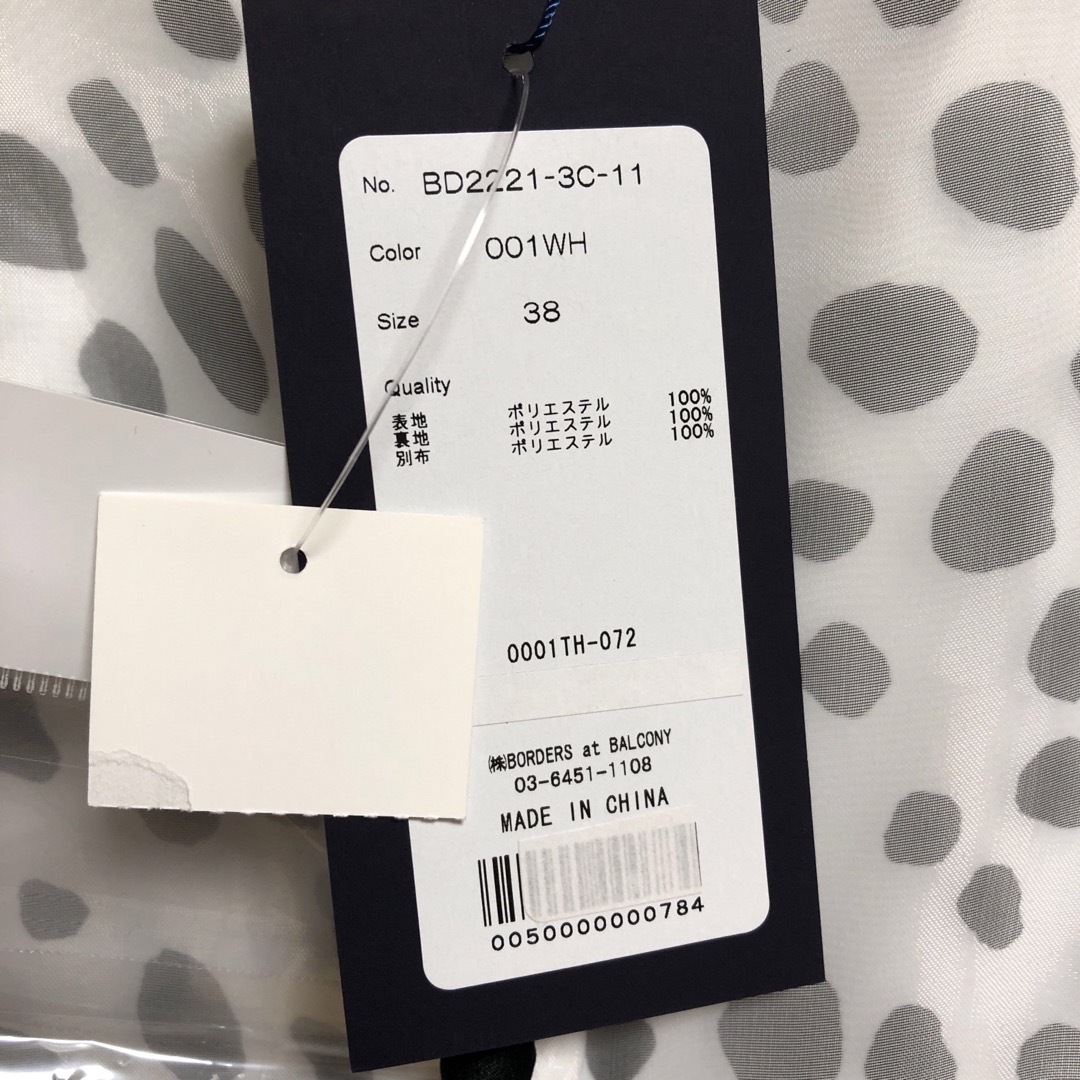 No. BD2221-3C-11
Color 001WH
Size 38
Quality
表地 ポリエステル 100%
裏地 ポリエステル 100%
別布 ポリエステル 100%
0001TH-072
㈱BORDERS at BALCONY
03-6451-1108
MADE IN CHINA
0050000000784